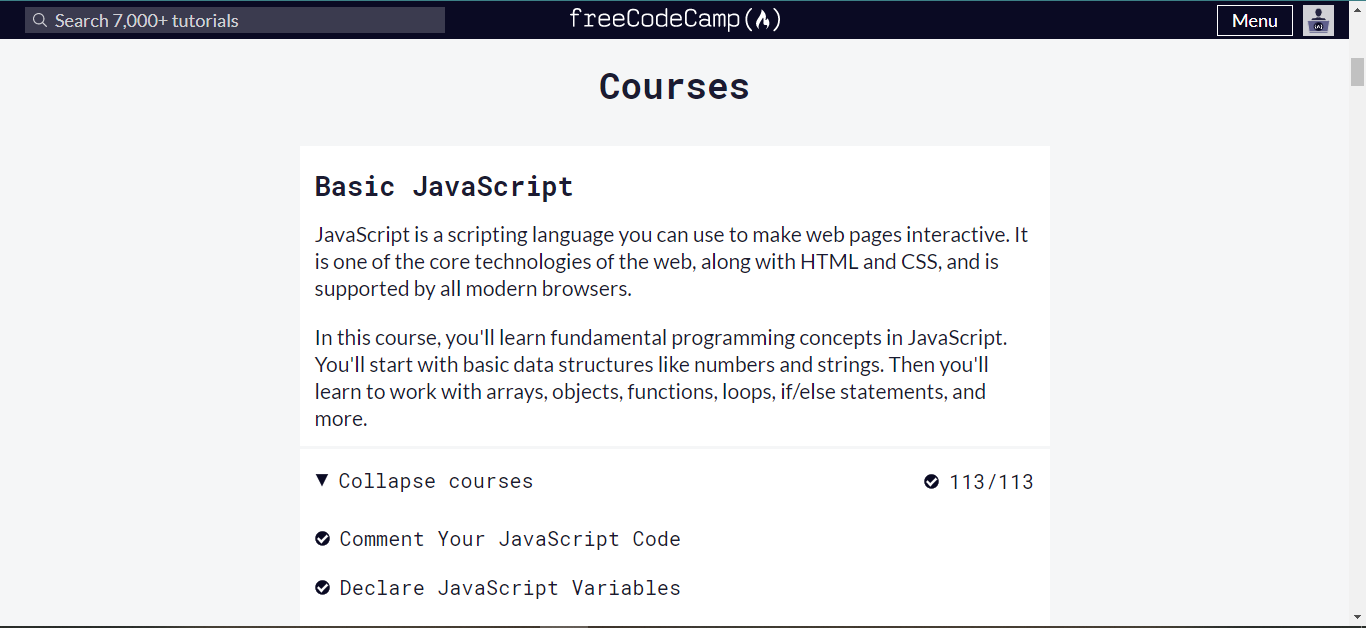 Search 7,000+ tutorials
freeCodeCamp
Menu
Courses
Basic JavaScript
JavaScript is a scripting language you can use to make web pages interactive. It
is one of the core technologies of the web, along with HTML and CSS, and is
supported by all modern browsers.
In this course, you'll learn fundamental programming concepts in JavaScript.
You'll start with basic data structures like numbers and strings. Then you'll
learn to work with arrays, objects, functions, loops, if/else statements, and
more.
Collapse courses
113/113
Comment Your JavaScript Code
Declare JavaScript Variables